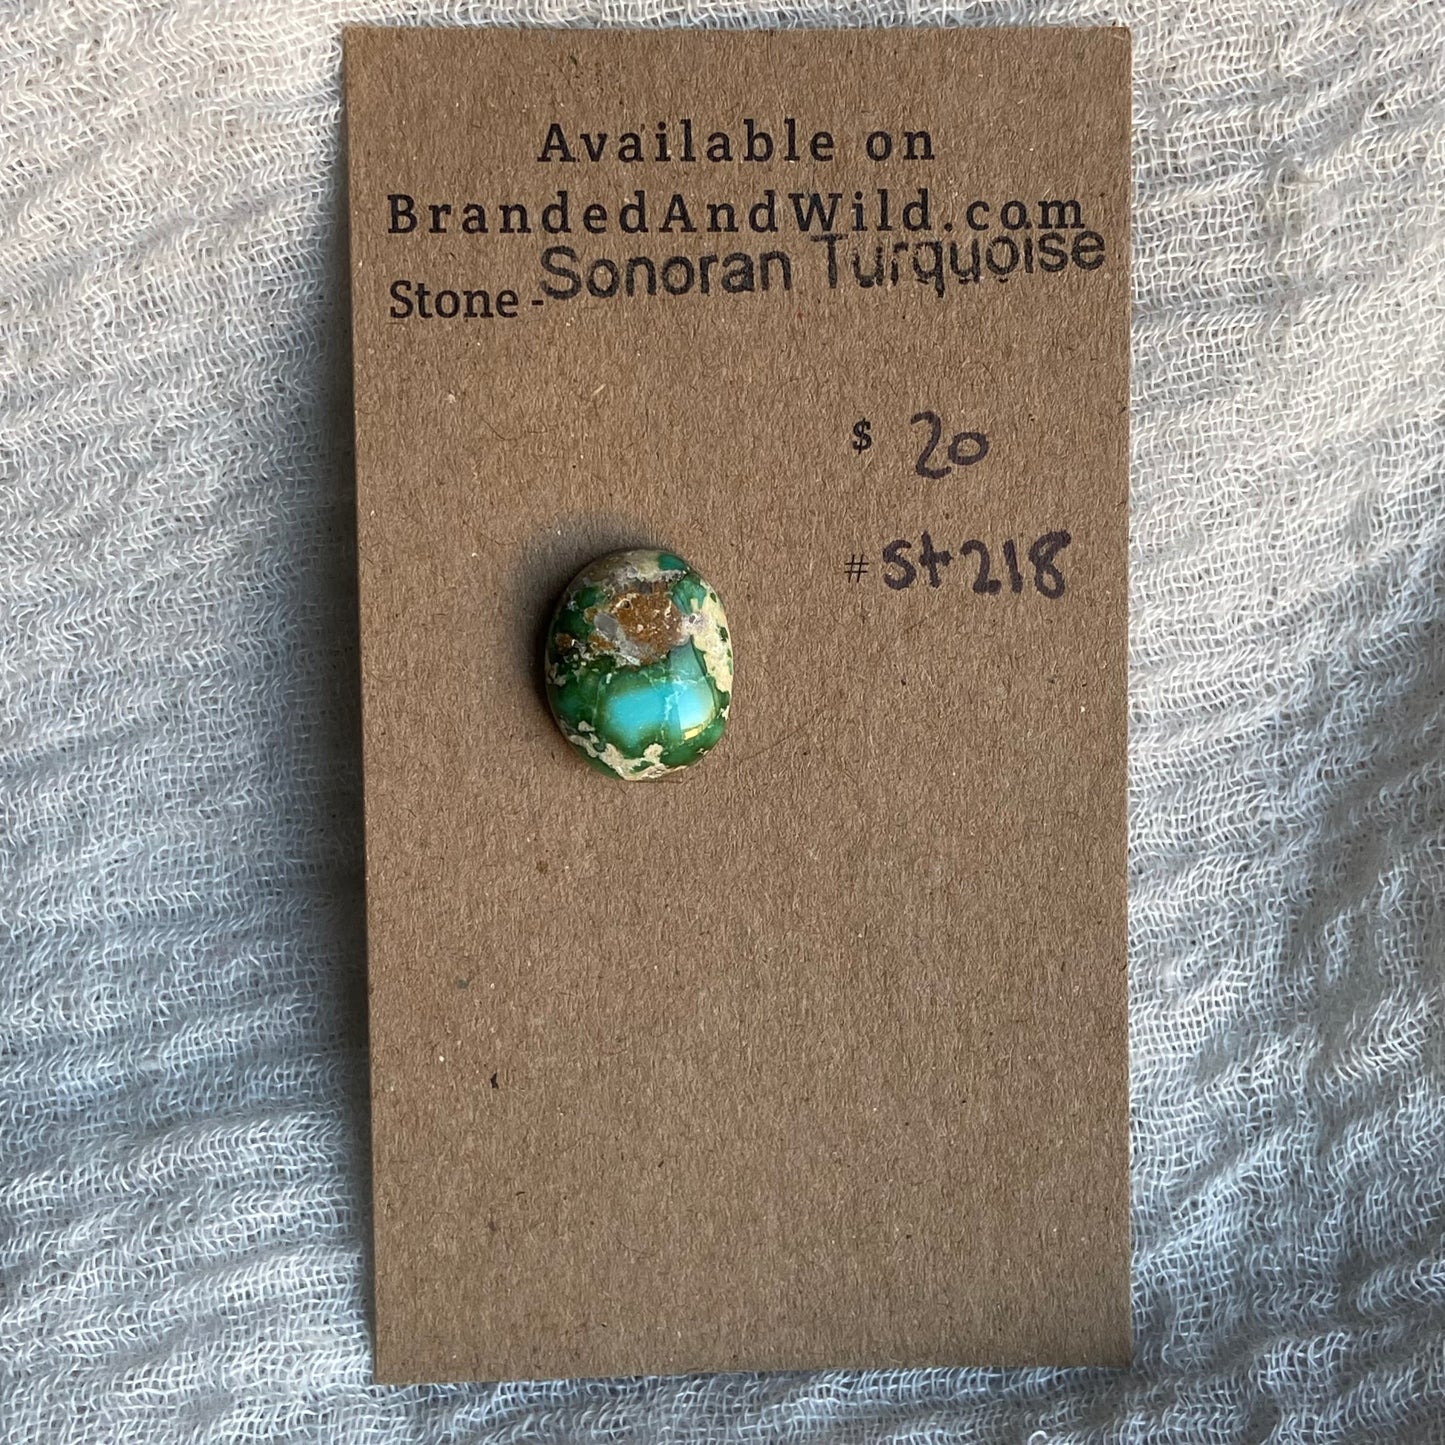 Available on
BrandedAndWild.com
Stone - Sonoran Turquoise
$ 20
# St218